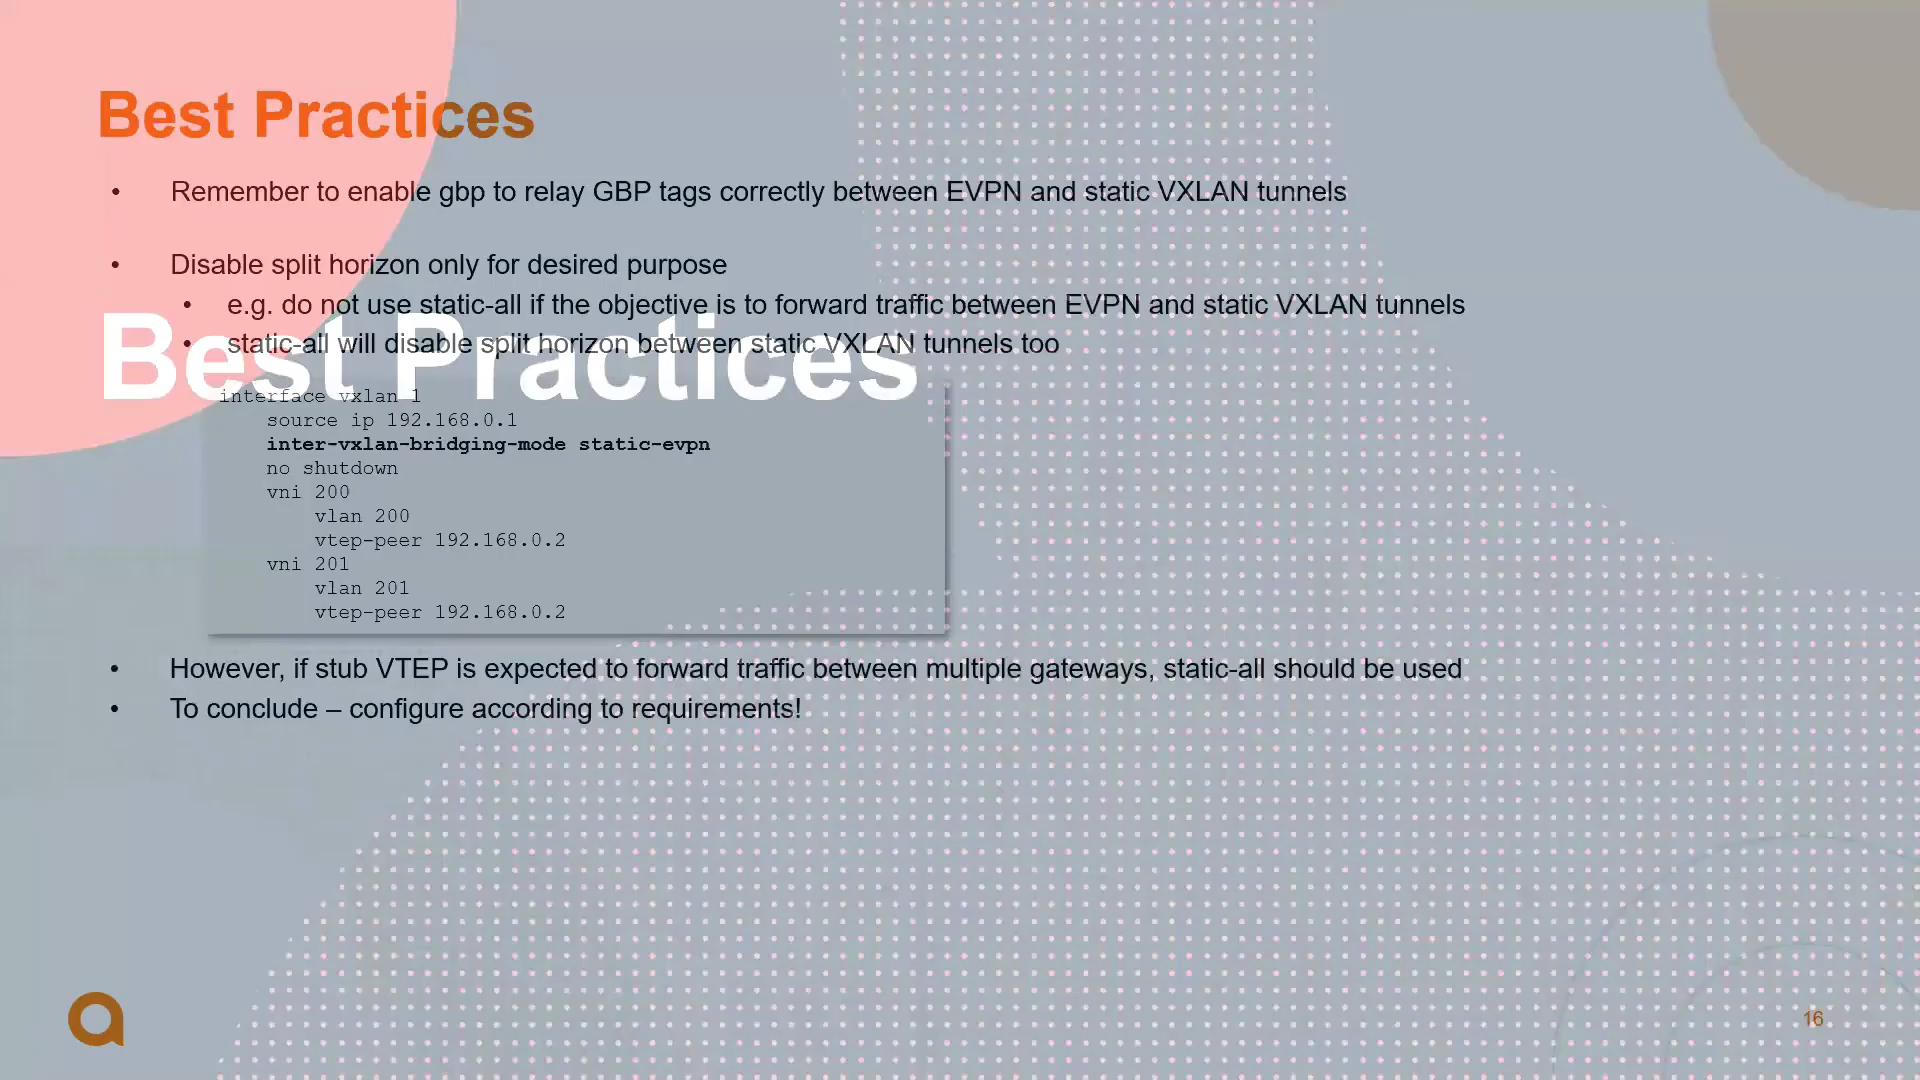 Best Practices
• Remember to enable gbp to relay GBP tags correctly between EVPN and static VXLAN tunnels
• Disable split horizon only for desired purpose
• e.g. do not use static-all if the objective is to forward traffic between EVPN and static VXLAN tunnels
• static-all will disable split horizon between static VXLAN tunnels too
Best Practices
interface vxlan 1
source ip 192.168.0.1
inter-vxlan-bridging-mode static-evpn
no shutdown
vni 200
vlan 200
vtep-peer 192.168.0.2
vni 201
vlan 201
vtep-peer 192.168.0.2
• However, if stub VTEP is expected to forward traffic between multiple gateways, static-all should be used
• To conclude – configure according to requirements!
16